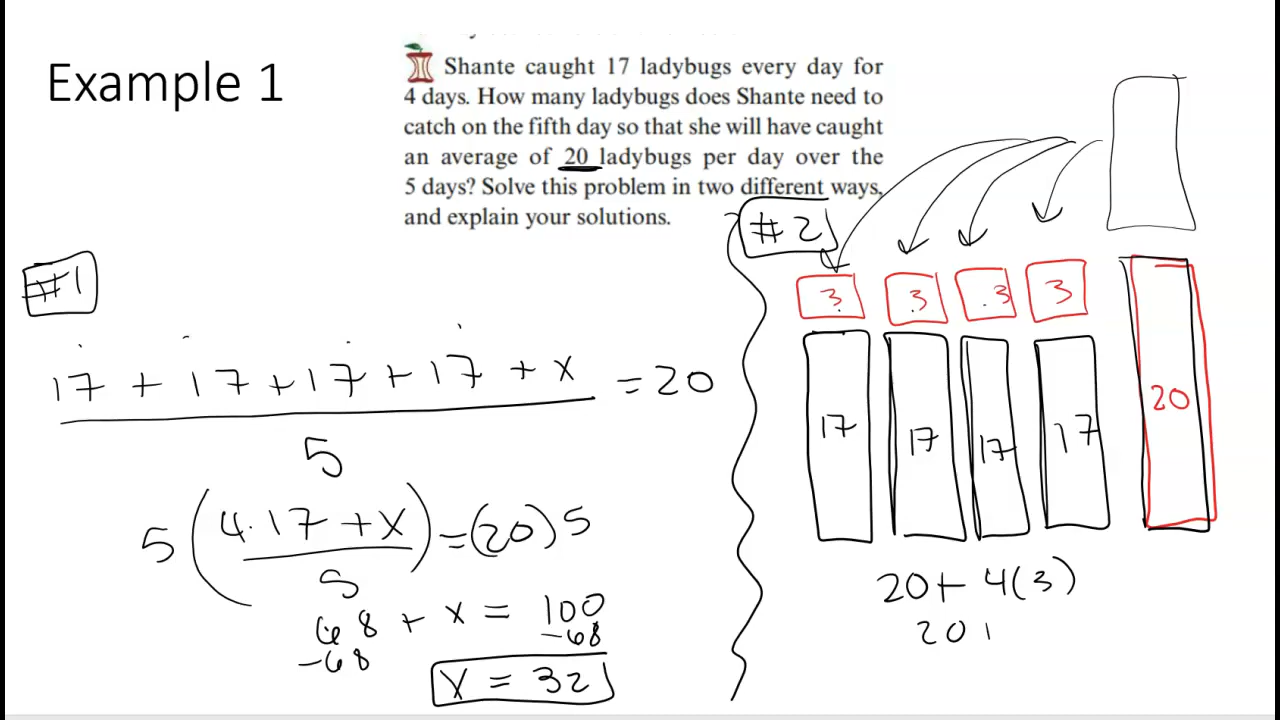 Example 1
Shante caught 17 ladybugs every day for
4 days. How many ladybugs does Shante need to
catch on the fifth day so that she will have caught
an average of 20 ladybugs per day over the
5 days? Solve this problem in two different ways,
and explain your solutions.
#1
17 + 17 + 17 + 17 + x = 20
5
5 (4·17 + x) = (20) 5
5
68 + x = 100
-68 -68
x = 32
#2
3 3 3 3
17 17 17 17 20
20 + 4(3)
20